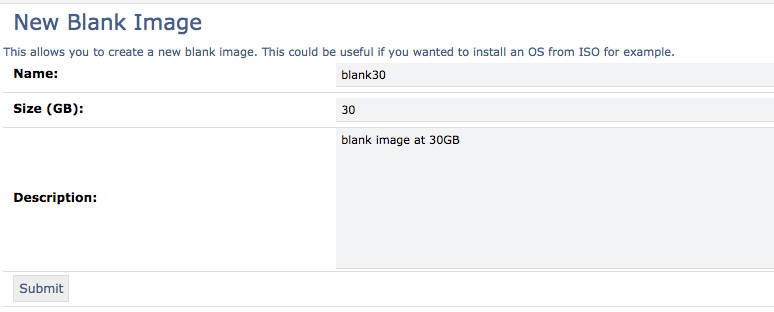 New Blank Image
This allows you to create a new blank image. This could be useful if you wanted to install an OS from ISO for example.
Name: blank30
Size (GB): 30
blank image at 30GB
Description:
Submit